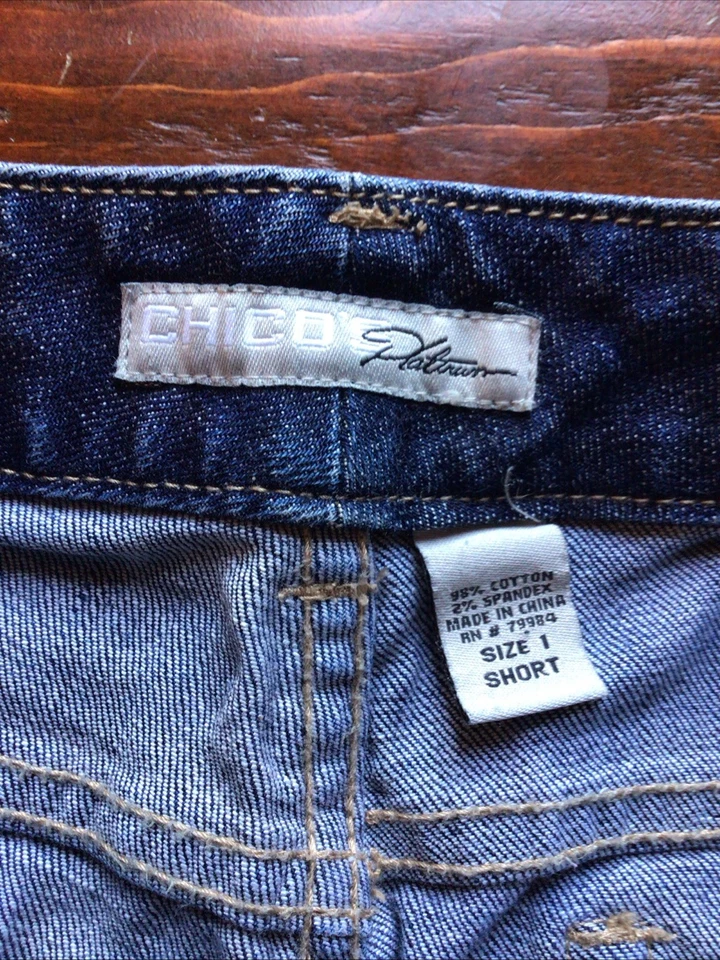 CHICO'S Platinum
98% COTTON
2% SPANDEX
MADE IN CHINA
RN # 79984
SIZE 1
SHORT